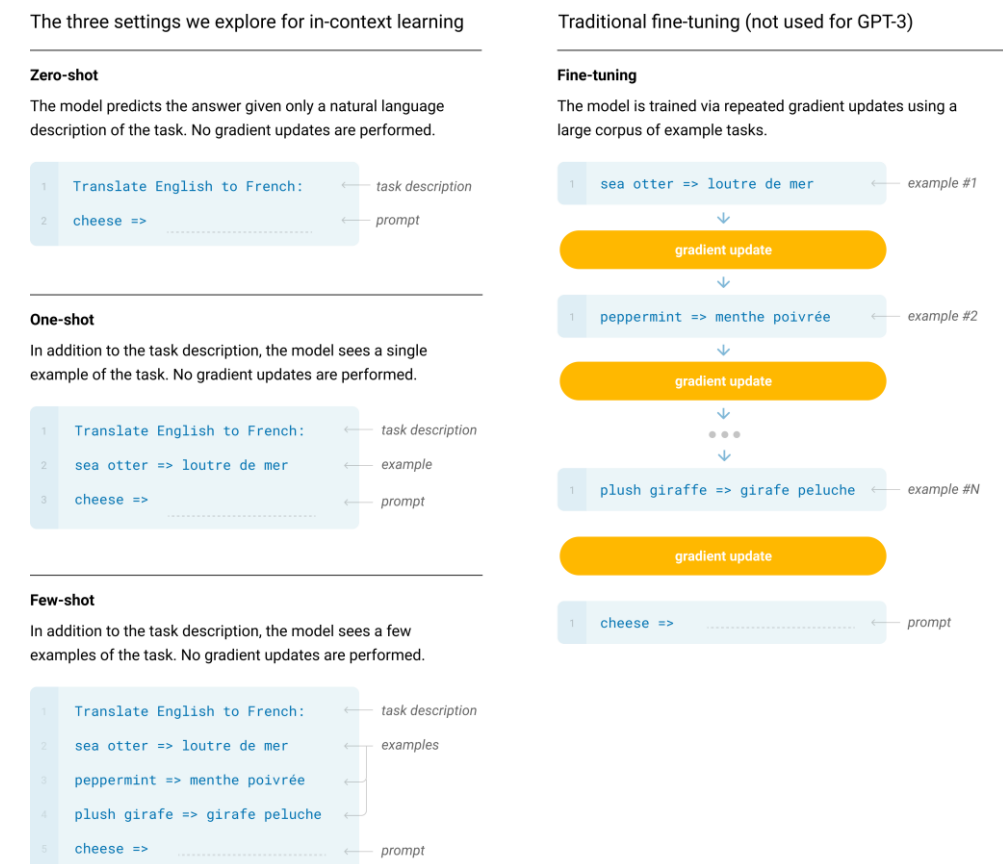 The three settings we explore for in-context learning
Zero-shot
The model predicts the answer given only a natural language
description of the task. No gradient updates are performed.
1 Translate English to French: task description
2 cheese => prompt
One-shot
In addition to the task description, the model sees a single
example of the task. No gradient updates are performed.
1 Translate English to French: task description
2 sea otter => loutre de mer example
3 cheese => prompt
Few-shot
In addition to the task description, the model sees a few
examples of the task. No gradient updates are performed.
1 Translate English to French: task description
2 sea otter => loutre de mer examples
3 peppermint => menthe poivrée
4 plush girafe => girafe peluche
5 cheese => prompt
Traditional fine-tuning (not used for GPT-3)
Fine-tuning
The model is trained via repeated gradient updates using a
large corpus of example tasks.
1 sea otter => loutre de mer example #1
gradient update
1 peppermint => menthe poivrée example #2
gradient update
1 plush giraffe => girafe peluche example #N
gradient update
1 cheese => prompt